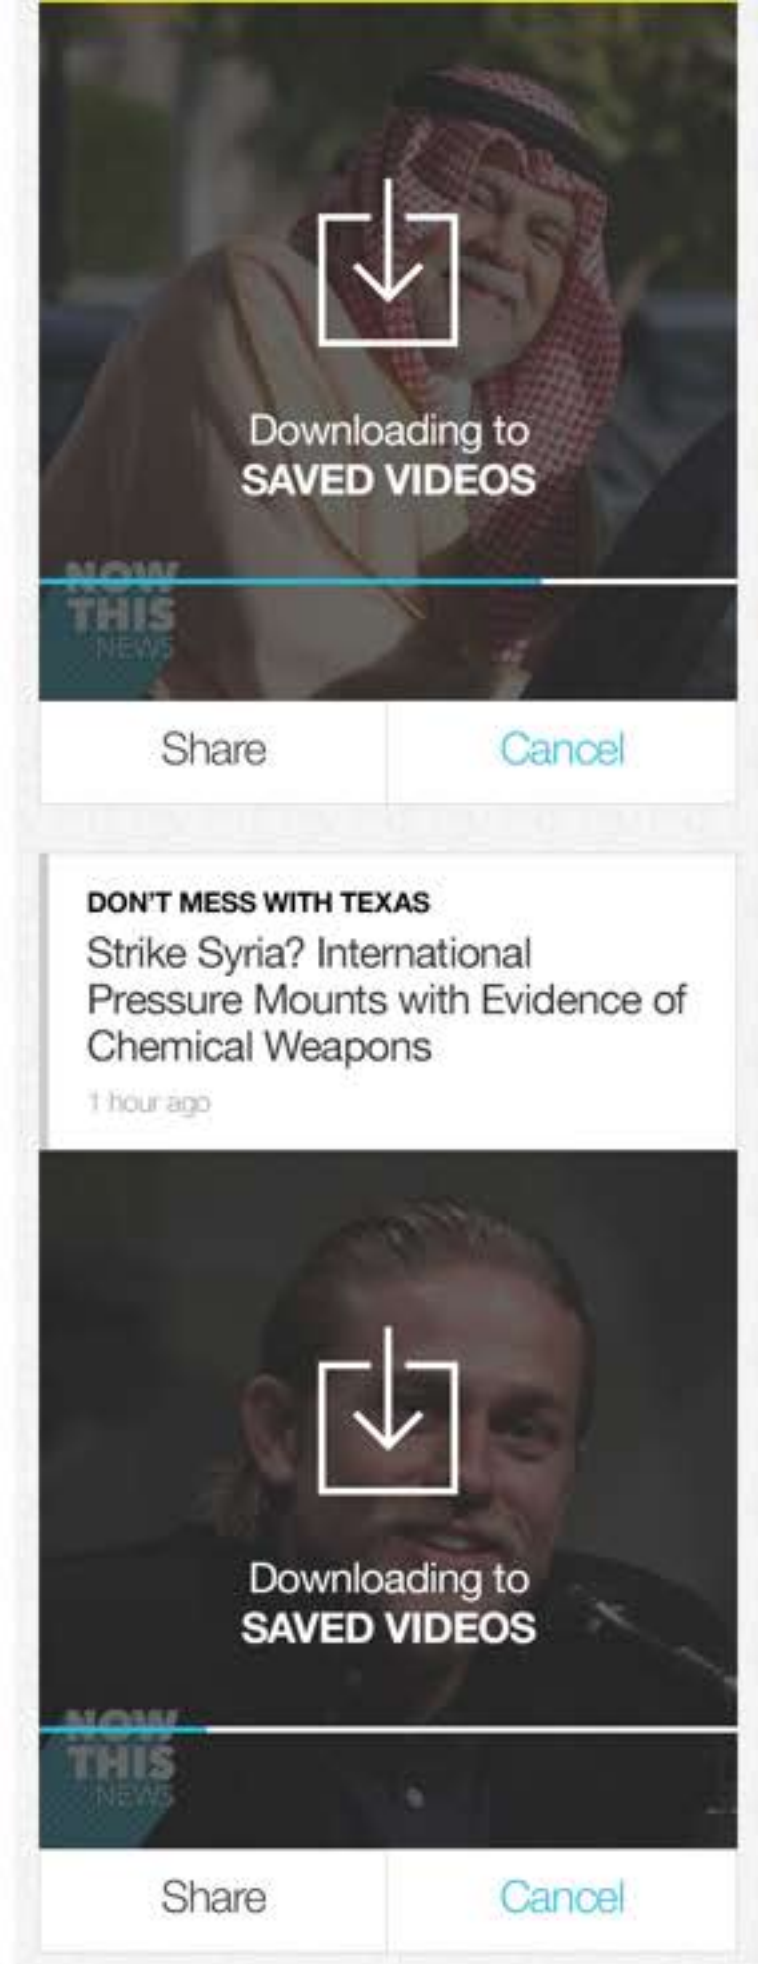 Downloading to
SAVED VIDEOS
NOW
THIS
NEWS
Share
Cancel
DON'T MESS WITH TEXAS
Strike Syria? International
Pressure Mounts with Evidence of
Chemical Weapons
1 hour ago
Downloading to
SAVED VIDEOS
NOW
THIS
NEWS
Share
Cancel